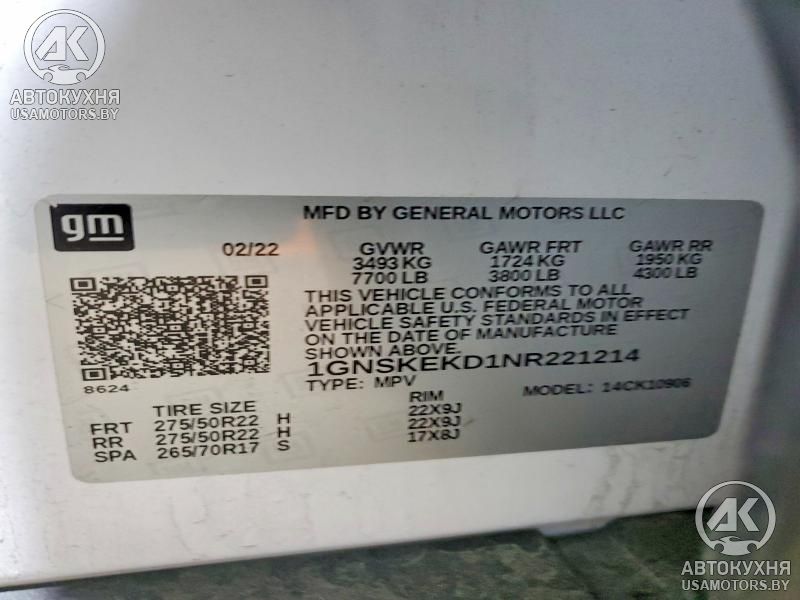 АК
АВТОКУХНЯ
USAMOTORS.BY
gm
MFD BY GENERAL MOTORS LLC
02/22 GVWR GAWR FRT GAWR RR
3493 KG 1724 KG 1950 KG
7700 LB 3800 LB 4300 LB
THIS VEHICLE CONFORMS TO ALL
APPLICABLE U.S. FEDERAL MOTOR
VEHICLE SAFETY STANDARDS IN EFFECT
ON THE DATE OF MANUFACTURE
SHOWN ABOVE.
1GNSKEKD1NR221214
8624 TYPE: MPV MODEL: 14CK10906
TIRE SIZE RIM
FRT 275/50R22 H 22X9J
RR 275/50R22 H 22X9J
SPA 265/70R17 S 17X8J
АК
АВТОКУХНЯ
USAMOTORS.BY